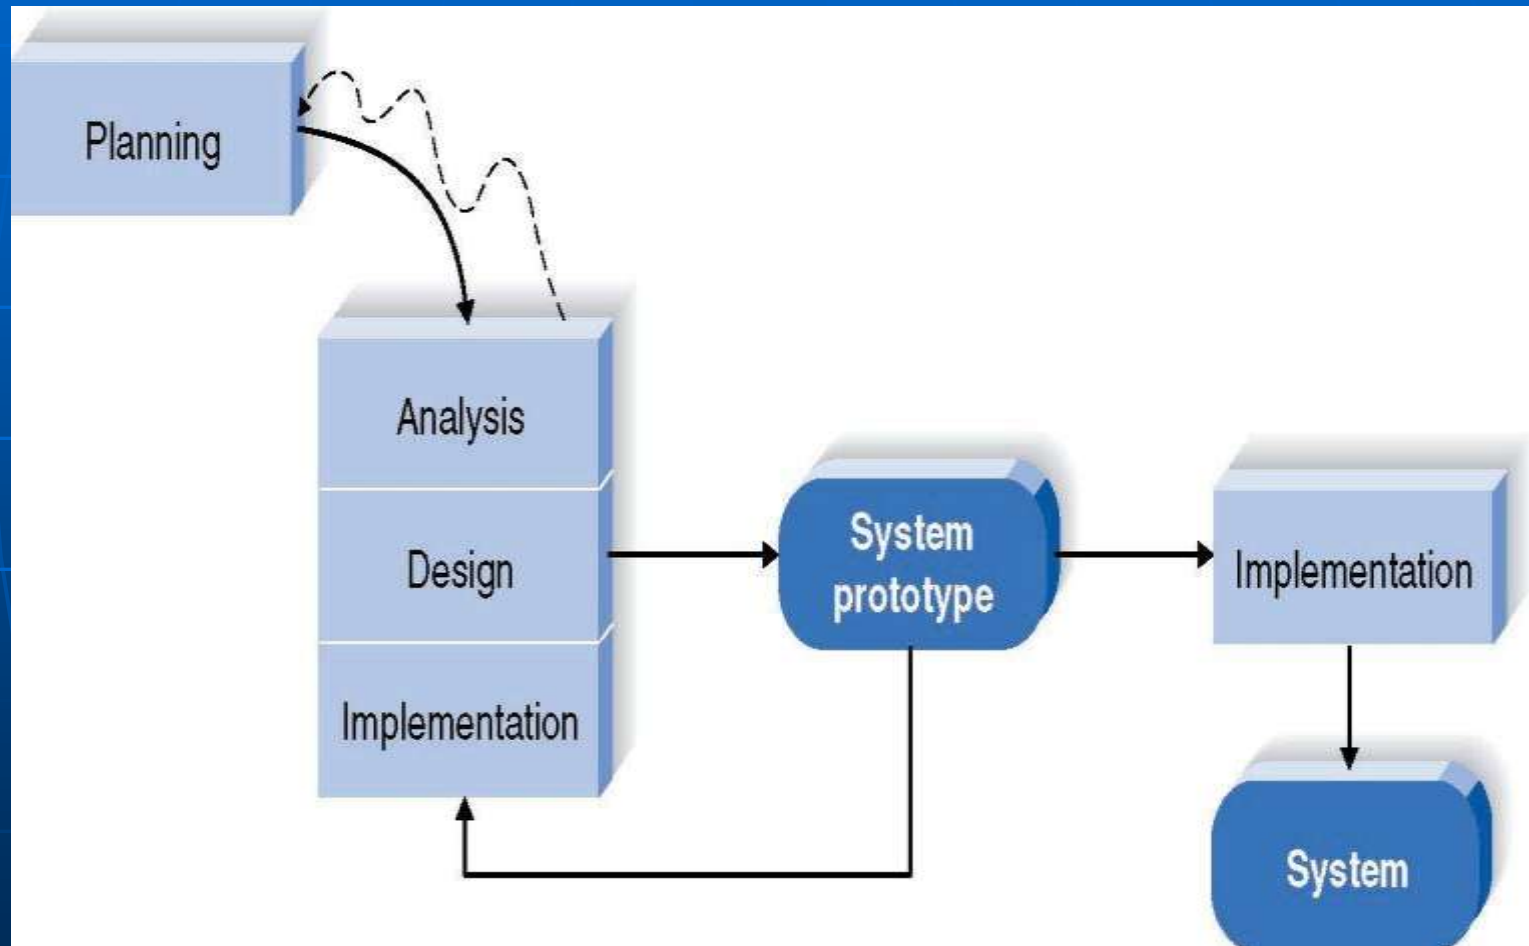 Planning
Analysis
Design
Implementation
System
prototype
Implementation
System